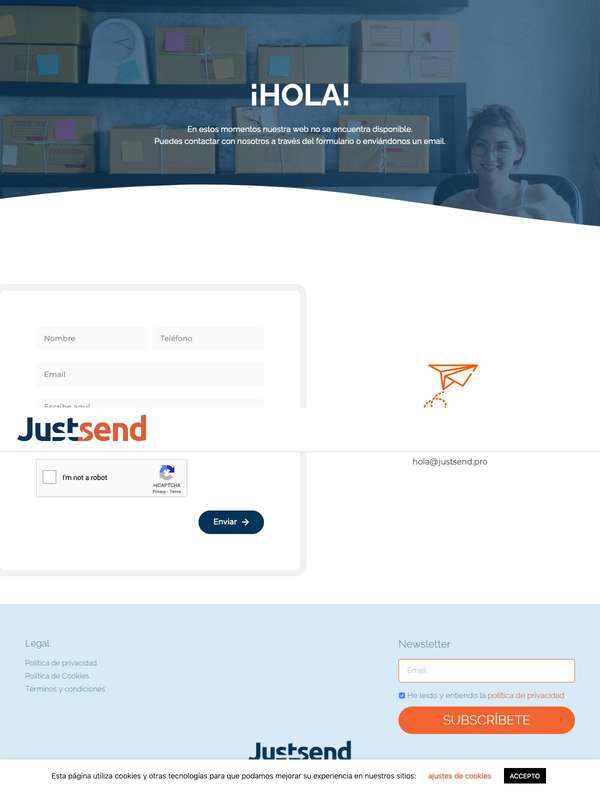 ¡HOLA!
En estos momentos nuestra web no se encuentra disponible.
Puedes contactar con nosotros a través del formulario o enviándonos un email.
Nombre
Teléfono
Email
Escribe aquí
Justsend
hola@justsend.pro
I'm not a robot
reCAPTCHA
Privacy - Terms
Enviar
Legal
Política de privacidad
Política de Cookies
Términos y condiciones
Newsletter
Email
He leido y entiendo la política de privacidad
SUBSCRÍBETE
Justsend
Esta página utiliza cookies y otras tecnologías para que podamos mejorar su experiencia en nuestros sitios:
ajustes de cookies
ACCEPTO